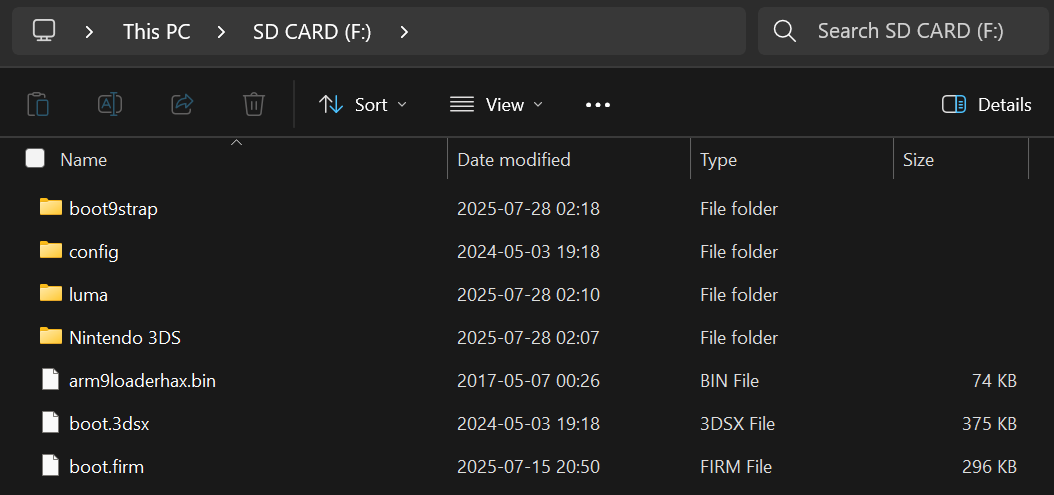 This PC SD CARD (F:) Search SD CARD (F:)
Sort View ••• Details
Name Date modified Type Size
boot9strap 2025-07-28 02:18 File folder
config 2024-05-03 19:18 File folder
luma 2025-07-28 02:10 File folder
Nintendo 3DS 2025-07-28 02:07 File folder
arm9loaderhax.bin 2017-05-07 00:26 BIN File 74 KB
boot.3dsx 2024-05-03 19:18 3DSX File 375 KB
boot.firm 2025-07-15 20:50 FIRM File 296 KB